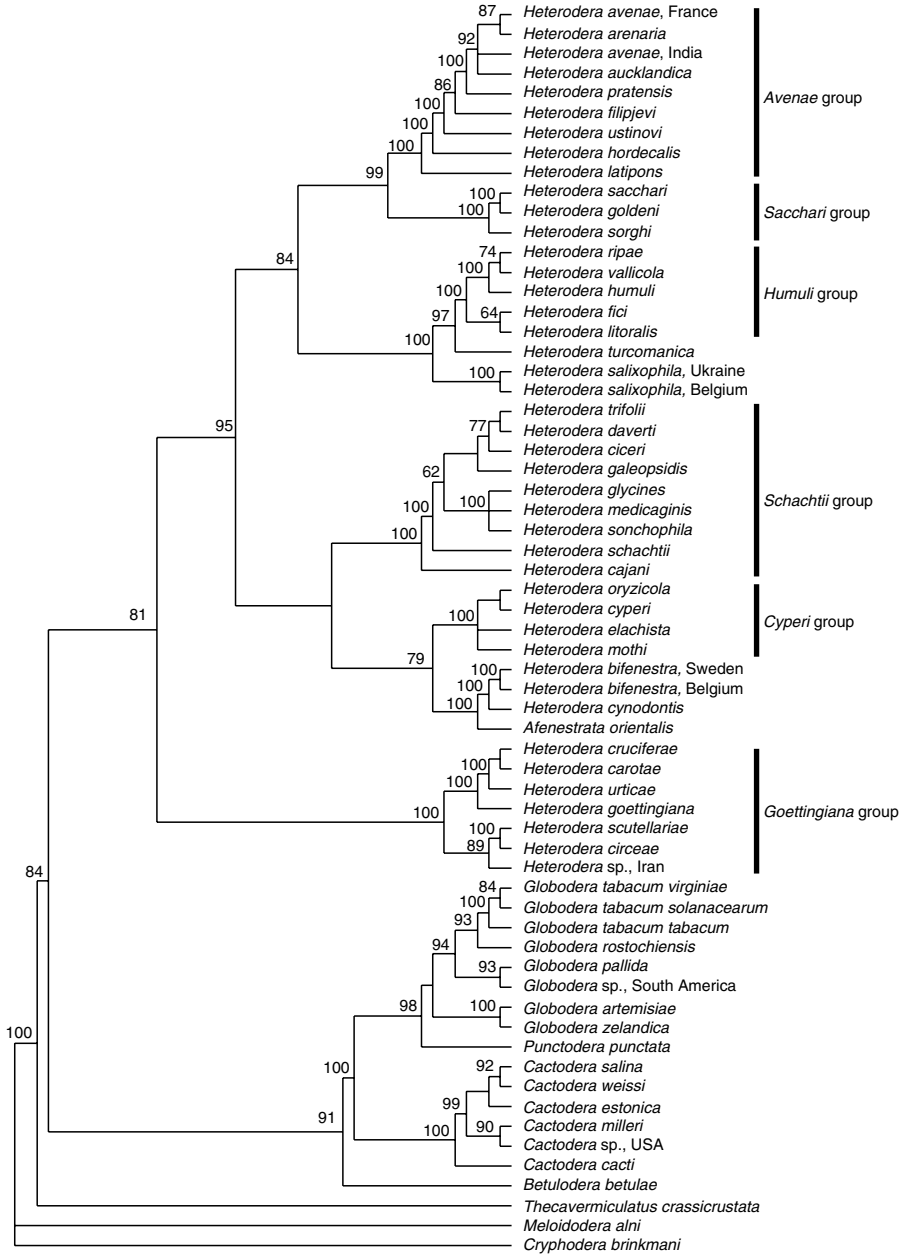 87
Heterodera avenae, France
Heterodera arenaria
92
Heterodera avenae, India
100
Heterodera aucklandica
86
Heterodera pratensis
Avenae group
100
Heterodera filipjevi
100
Heterodera ustinovi
100
Heterodera hordecalis
99
Heterodera latipons
100
Heterodera sacchari
100
Heterodera goldeni
Sacchari group
Heterodera sorghi
84
74
Heterodera ripae
100
Heterodera vallicola
100
Heterodera humuli
Humuli group
97
64
Heterodera fici
Heterodera litoralis
100
Heterodera turcomanica
100
Heterodera salixophila, Ukraine
Heterodera salixophila, Belgium
95
Heterodera trifolii
77
Heterodera daverti
Heterodera ciceri
62
Heterodera galeopsidis
Heterodera glycines
100
100
Heterodera medicaginis
Schachtii group
Heterodera sonchophila
100
Heterodera schachtii
Heterodera cajani
Heterodera oryzicola
81
100
Heterodera cyperi
Cyperi group
Heterodera elachista
79
Heterodera mothi
100
Heterodera bifenestra, Sweden
100
Heterodera bifenestra, Belgium
100
Heterodera cynodontis
Afenestrata orientalis
Heterodera cruciferae
100
Heterodera carotae
100
Heterodera urticae
100
Heterodera goettingiana
Goettingiana group
100
Heterodera scutellariae
89
Heterodera circeae
Heterodera sp., Iran
84
84
Globodera tabacum virginiae
100
Globodera tabacum solanacearum
93
Globodera tabacum tabacum
94
Globodera rostochiensis
93
Globodera pallida
Globodera sp., South America
98
100
Globodera artemisiae
Globodera zelandica
100
Punctodera punctata
100
92
Cactodera salina
Cactodera weissi
99
Cactodera estonica
91
100
90
Cactodera milleri
Cactodera sp., USA
Cactodera cacti
Betulodera betulae
Thecavermiculatus crassicrustata
Meloidodera alni
Cryphodera brinkmani